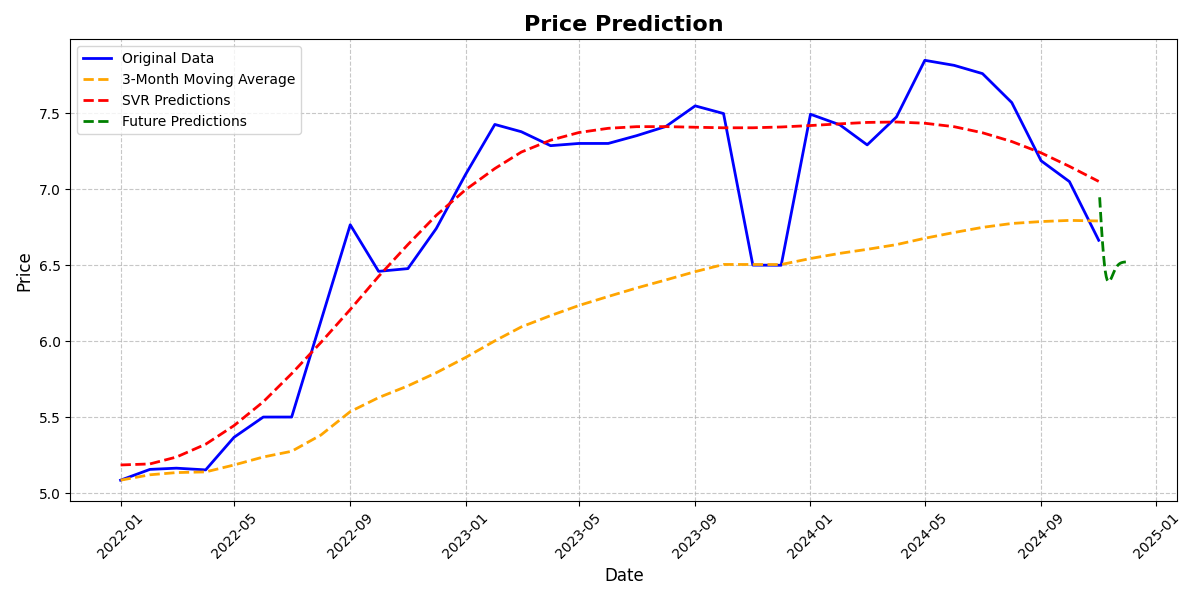 Price Prediction
Original Data
3-Month Moving Average
SVR Predictions
Future Predictions
Price
7.5
7.0
6.5
6.0
5.5
5.0
2022-01
2022-05
2022-09
2023-01
2023-05
2023-09
2024-01
2024-05
2024-09
2025-01
Date